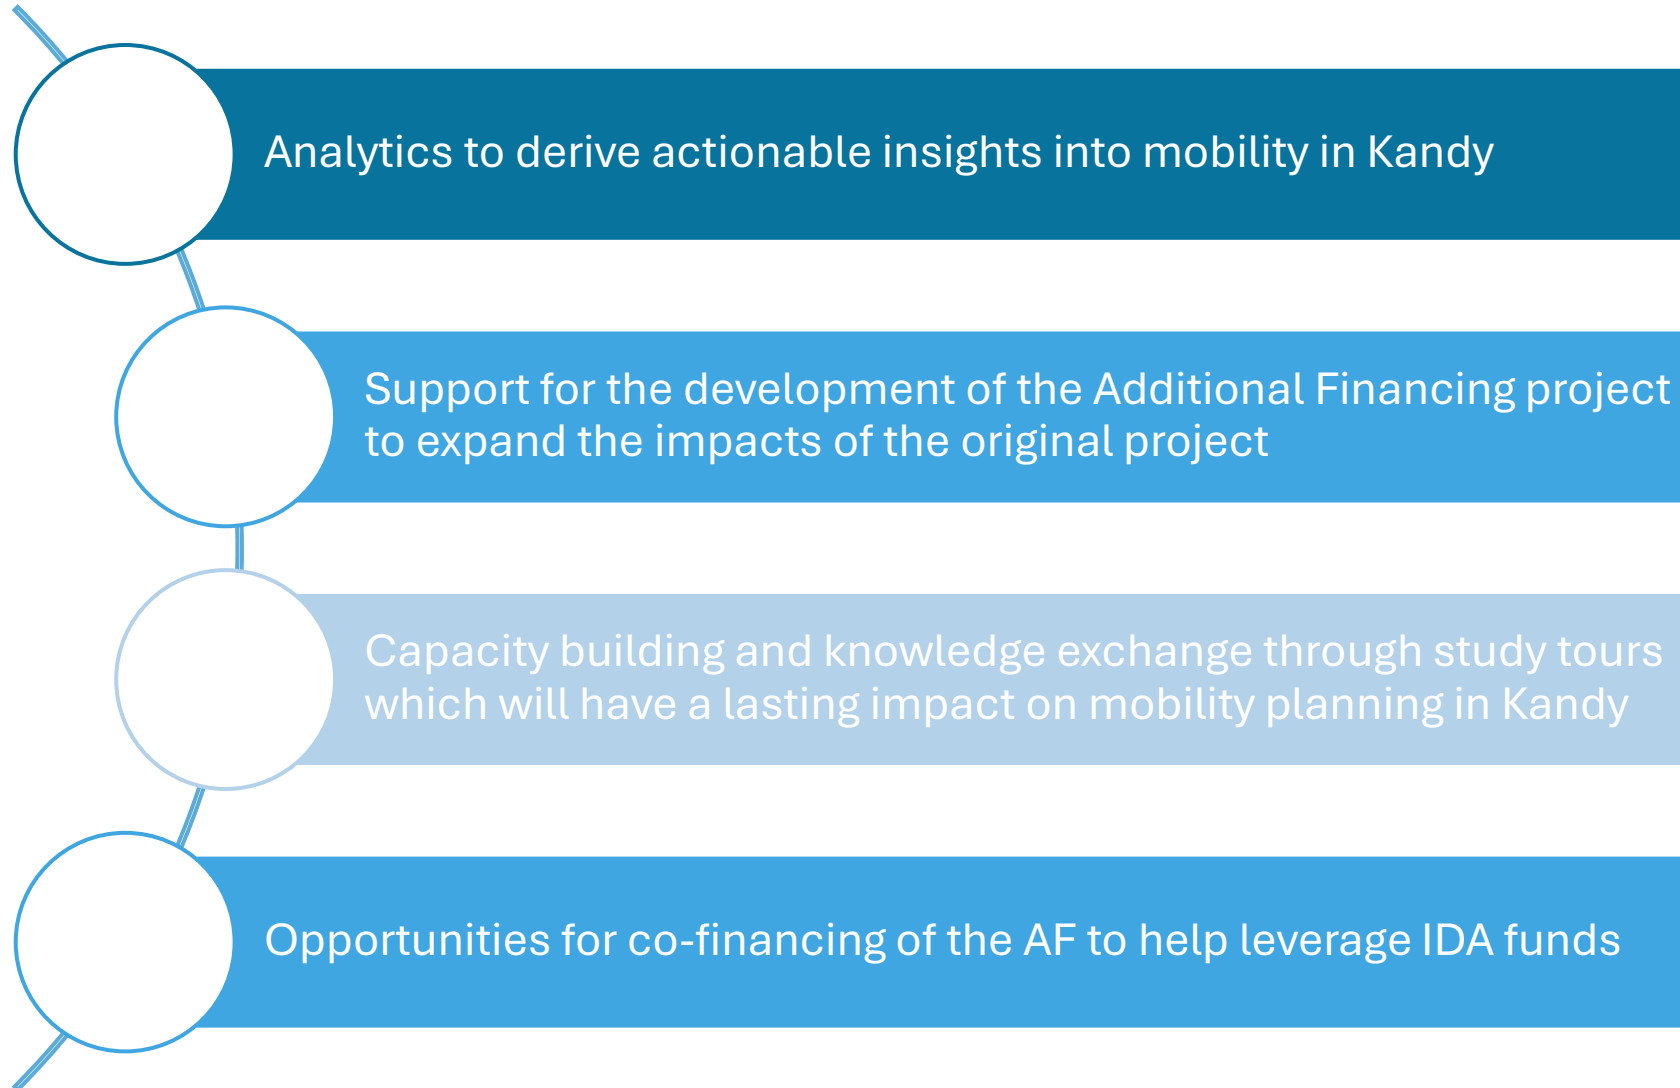 Analytics to derive actionable insights into mobility in Kandy
Support for the development of the Additional Financing project
to expand the impacts of the original project
Capacity building and knowledge exchange through study tours
which will have a lasting impact on mobility planning in Kandy
Opportunities for co-financing of the AF to help leverage IDA funds